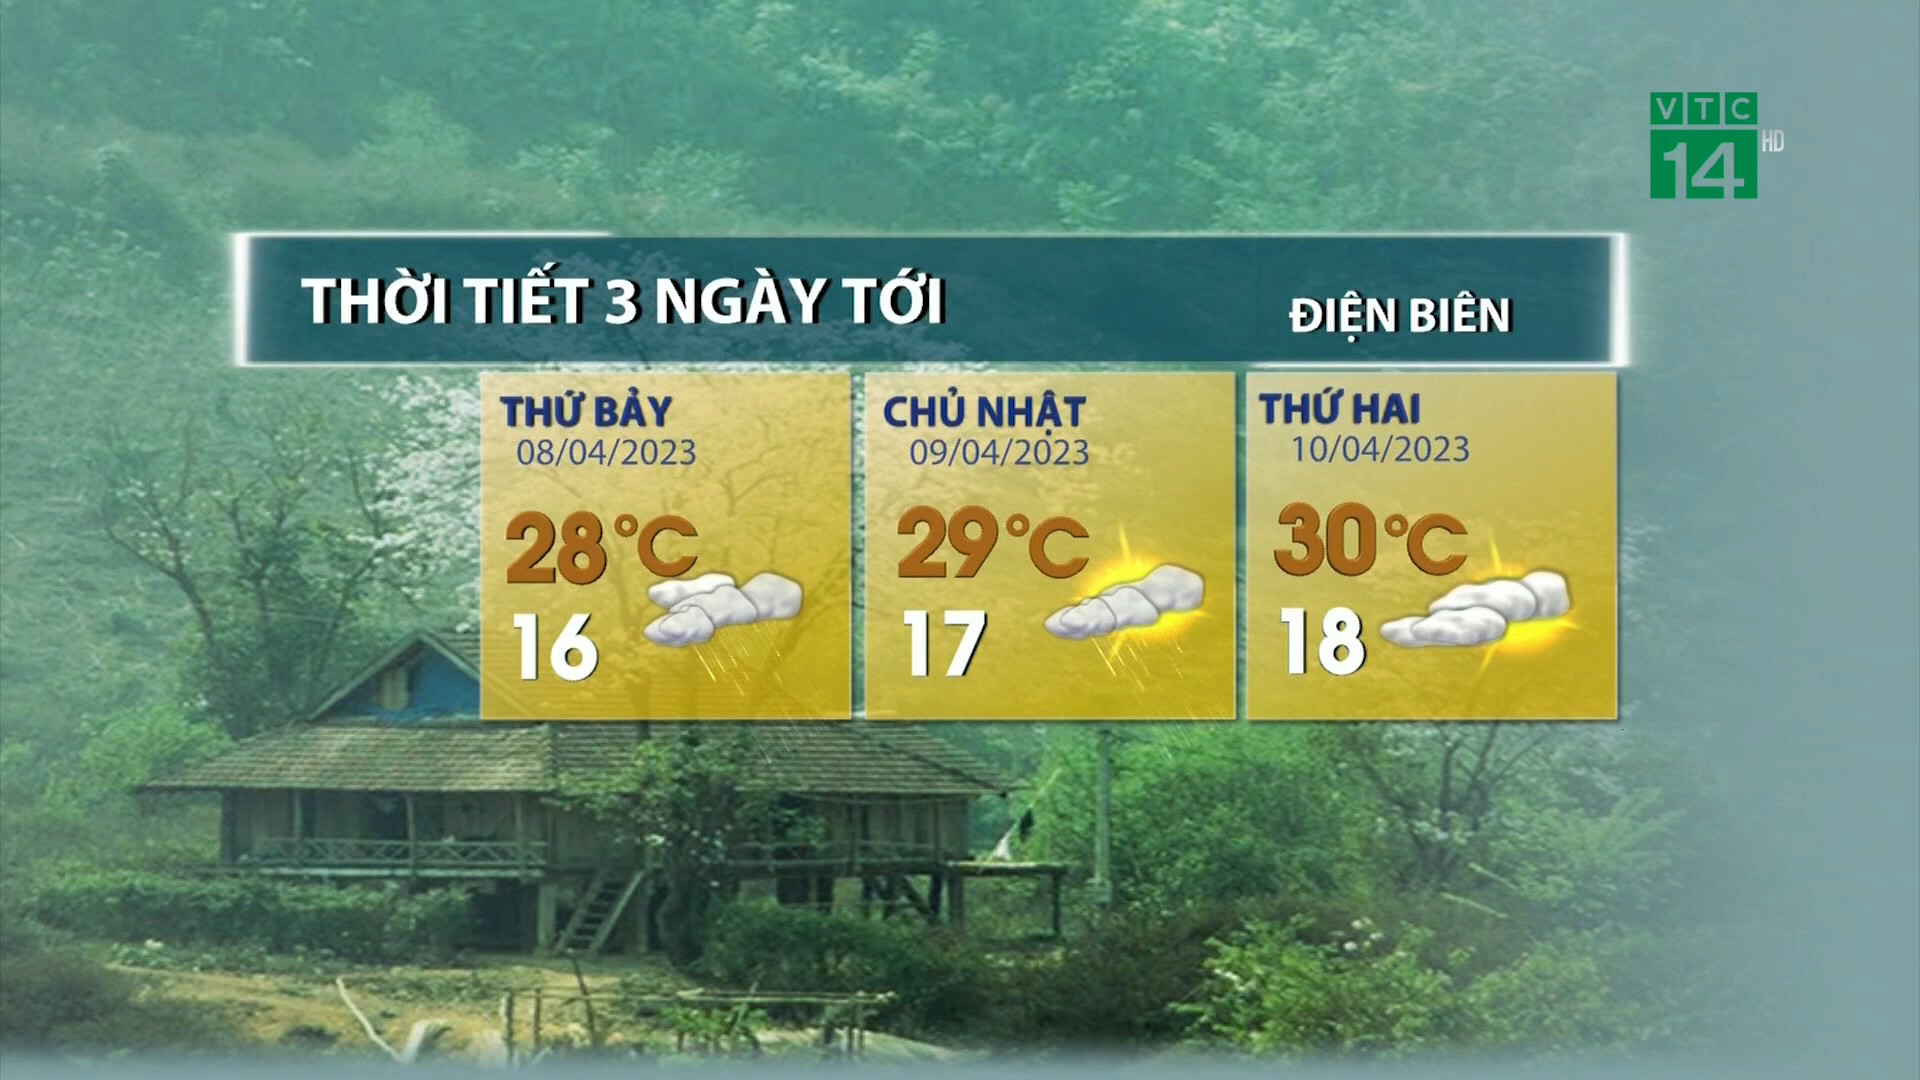 VTC
14 HD
THỜI TIẾT 3 NGÀY TỚI
ĐIỆN BIÊN
THỨ BẢY
08/04/2023
28°C
16
CHỦ NHẬT
09/04/2023
29°C
17
THỨ HAI
10/04/2023
30°C
18